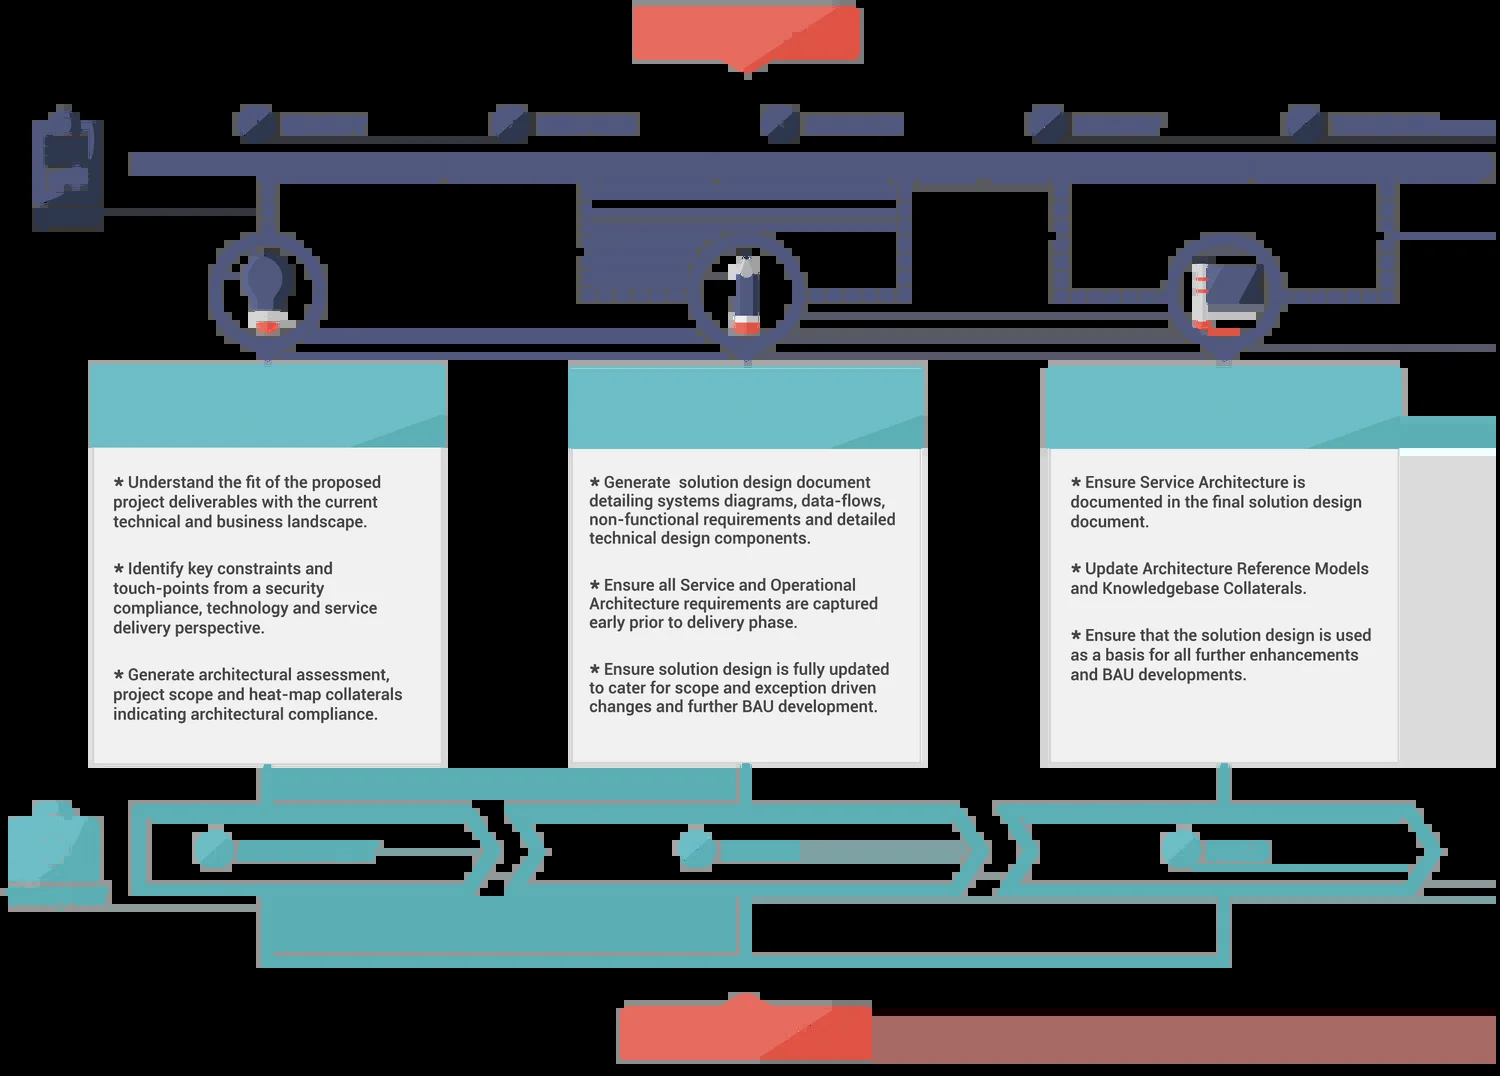 * Understand the fit of the proposed
project deliverables with the current
technical and business landscape.
* Identify key constraints and
touch-points from a security
compliance, technology and service
delivery perspective.
* Generate architectural assessment,
project scope and heat-map collaterals
indicating architectural compliance.
* Generate  solution design document
detailing systems diagrams, data-flows,
non-functional requirements and detailed
technical design components.
* Ensure all Service and Operational
Architecture requirements are captured
early prior to delivery phase.
* Ensure solution design is fully updated
to cater for scope and exception driven
changes and further BAU development.
* Ensure Service Architecture is
documented in the final solution design
document.
* Update Architecture Reference Models
and Knowledgebase Collaterals.
* Ensure that the solution design is used
as a basis for all further enhancements
and BAU developments.